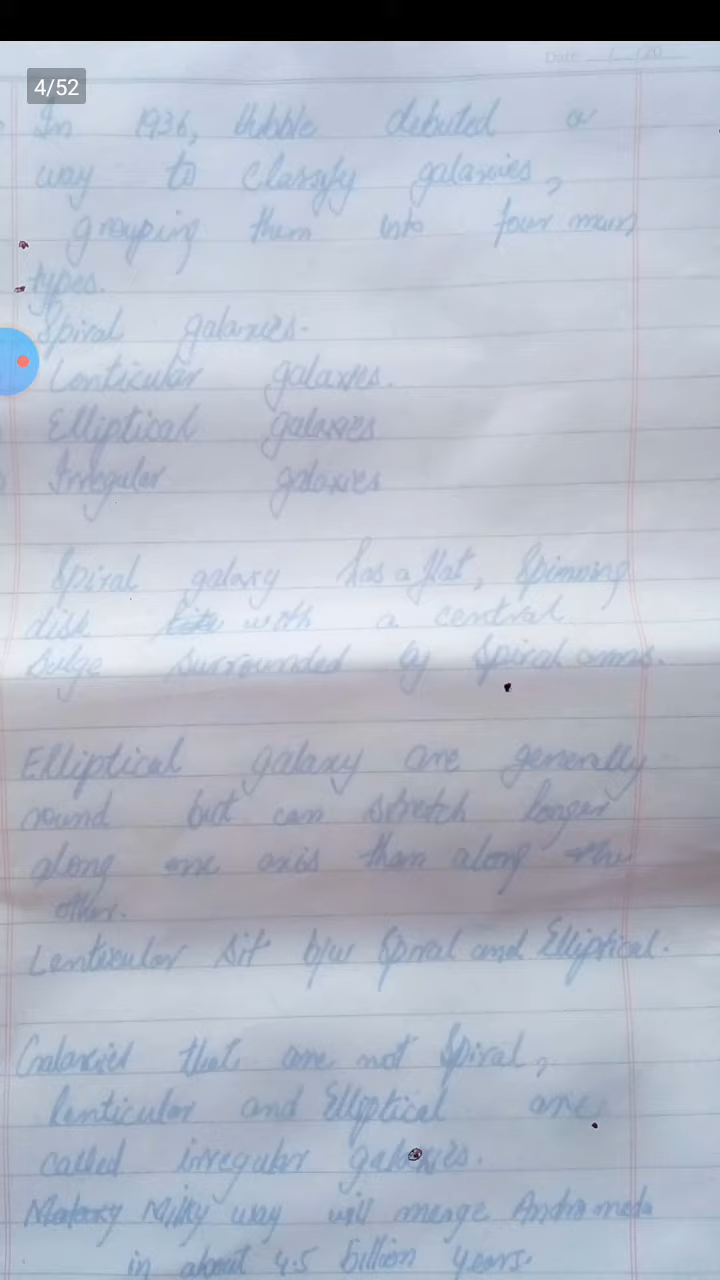 Date __/__/20__
4/52
In 1936, Hubble debuted a
way to classify galaxies,
grouping them into four main
types.
Spiral galaxies.
Lenticular galaxies.
Elliptical galaxies
Irregular galaxies
Spiral galaxy has a flat, Spinning
disk with a central
bulge surrounded by Spiral arms.
Elliptical galaxy are generally
round but can stretch longer
along one axis than along the
other.
Lenticular sit b/w Spiral and Elliptical.
Galaxies that are not Spiral,
lenticular and Elliptical are
called irregular galaxies.
Milky way will merge Andromeda
in about 4.5 billion years.